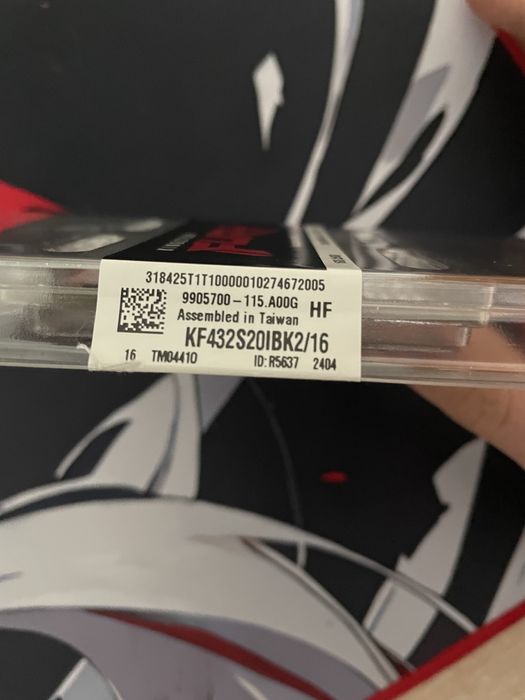 318425T1T10000010274672005
9905700-115.A00G HF
Assembled in Taiwan
KF432S20IBK2/16
16 TM04410 ID:R5637 2404